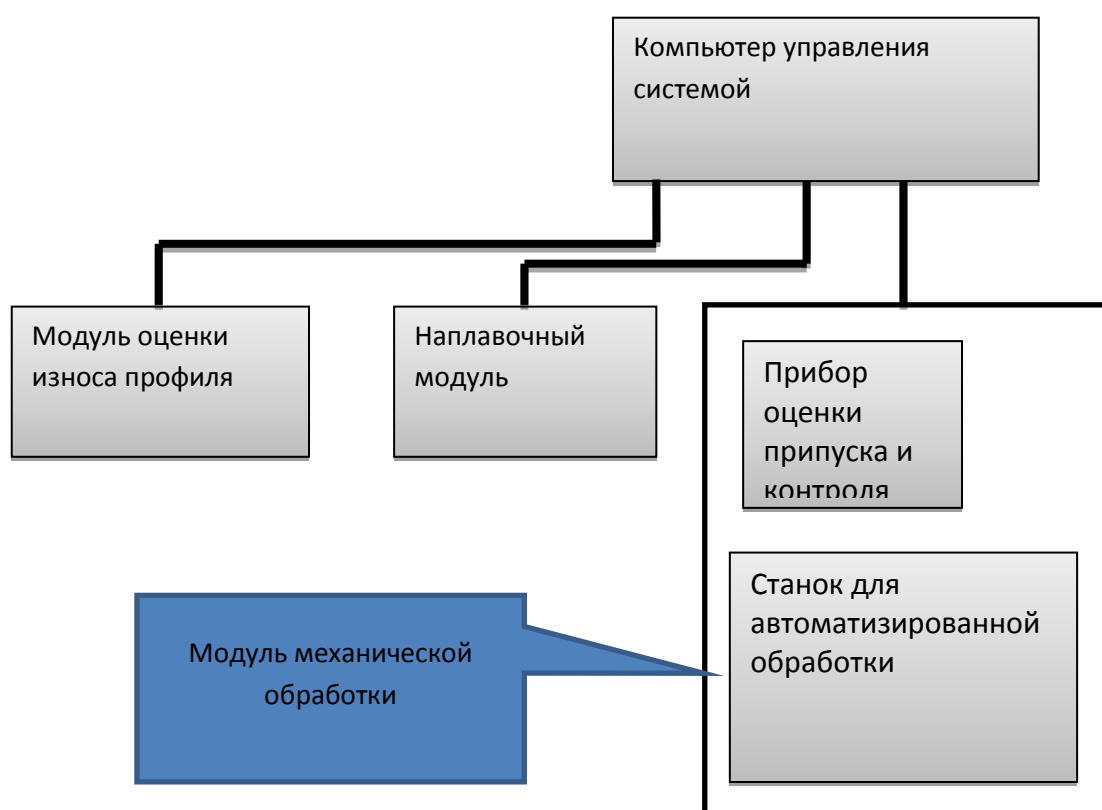 Компьютер управления
системой
Модуль оценки
износа профиля
Наплавочный
модуль
Прибор
оценки
припуска и
контроля
Станок для
автоматизированной
обработки
Модуль механической
обработки